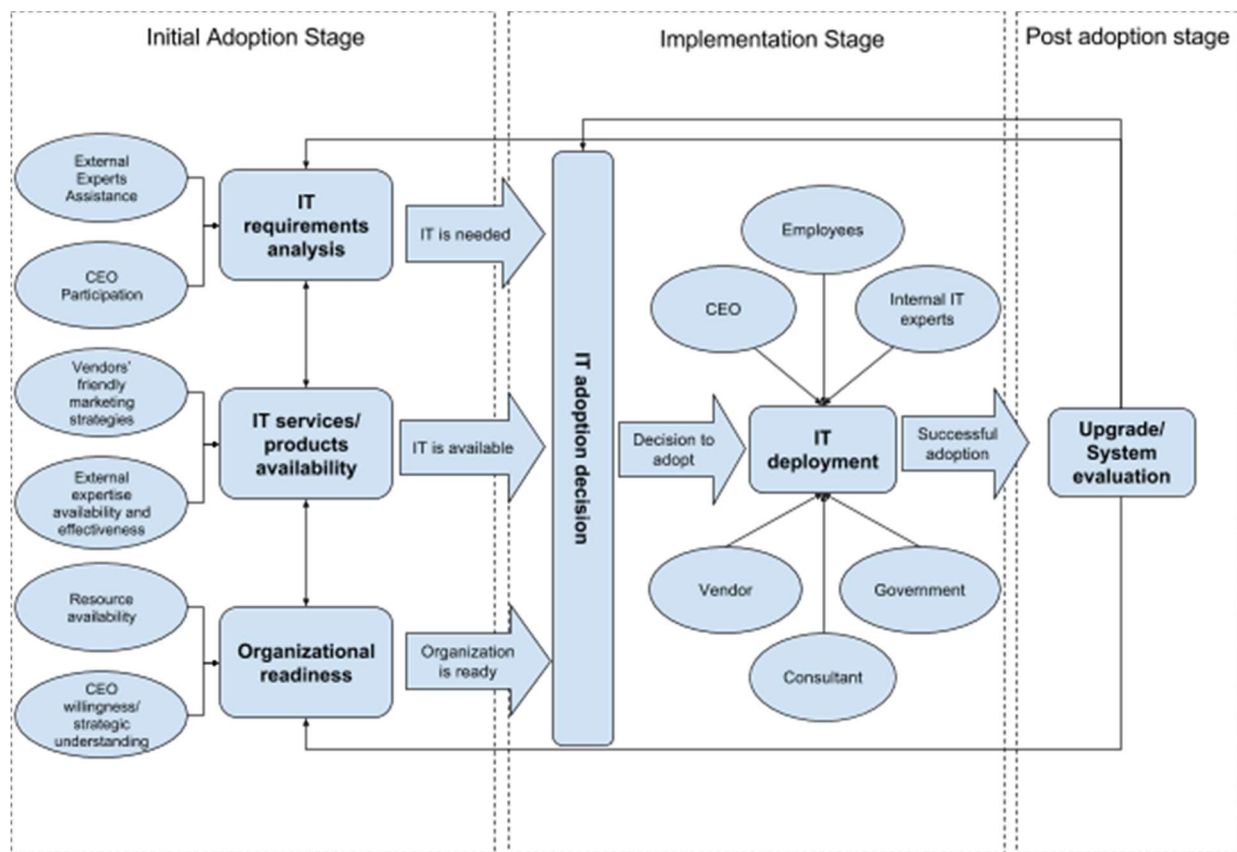 Initial Adoption Stage
Implementation Stage
Post adoption stage
External
Experts
Assistance
CEO
Participation
IT
requirements
analysis
IT is needed
Vendors'
friendly
marketing
strategies
External
expertise
availability and
effectiveness
IT services/
products
availability
IT is available
Resource
availability
CEO
willingness/
strategic
understanding
Organizational
readiness
Organization
is ready
IT adoption decision
Decision to
adopt
Employees
CEO
Internal IT
experts
IT
deployment
Vendor
Government
Consultant
Successful
adoption
Upgrade/
System
evaluation